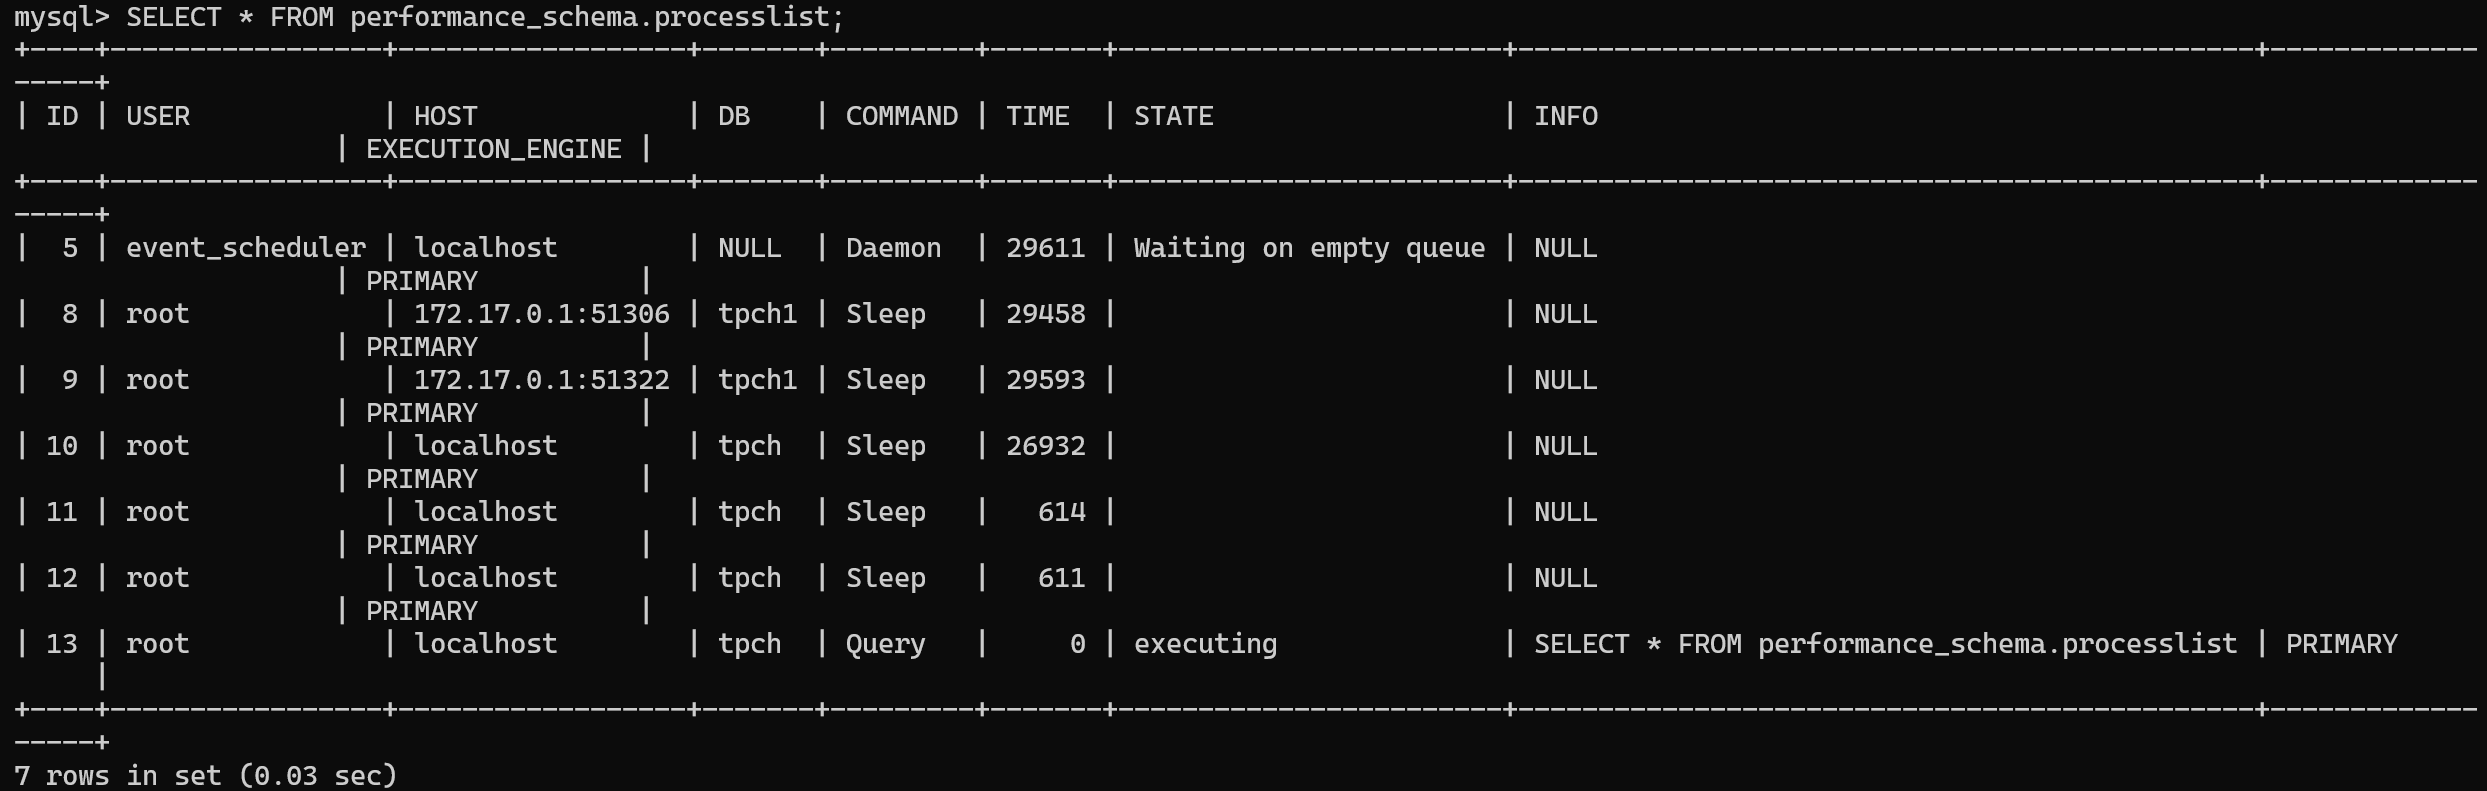 mysql> SELECT * FROM performance_schema.processlist;
+----+-----------------+------------------+-------+---------+-------+------------------------+----------------------------------------------+-------------
-----+
| ID | USER            | HOST             | DB    | COMMAND | TIME  | STATE                  | INFO
                    | EXECUTION_ENGINE |
+----+-----------------+------------------+-------+---------+-------+------------------------+----------------------------------------------+-------------
-----+
|  5 | event_scheduler | localhost        | NULL  | Daemon  | 29611 | Waiting on empty queue | NULL
                    | PRIMARY          |
|  8 | root            | 172.17.0.1:51306 | tpch1 | Sleep   | 29458 |                        | NULL
                    | PRIMARY          |
|  9 | root            | 172.17.0.1:51322 | tpch1 | Sleep   | 29593 |                        | NULL
                    | PRIMARY          |
| 10 | root            | localhost        | tpch  | Sleep   | 26932 |                        | NULL
                    | PRIMARY          |
| 11 | root            | localhost        | tpch  | Sleep   |   614 |                        | NULL
                    | PRIMARY          |
| 12 | root            | localhost        | tpch  | Sleep   |   611 |                        | NULL
                    | PRIMARY          |
| 13 | root            | localhost        | tpch  | Query   |     0 | executing              | SELECT * FROM performance_schema.processlist | PRIMARY
     |
+----+-----------------+------------------+-------+---------+-------+------------------------+----------------------------------------------+-------------
-----+
7 rows in set (0.03 sec)